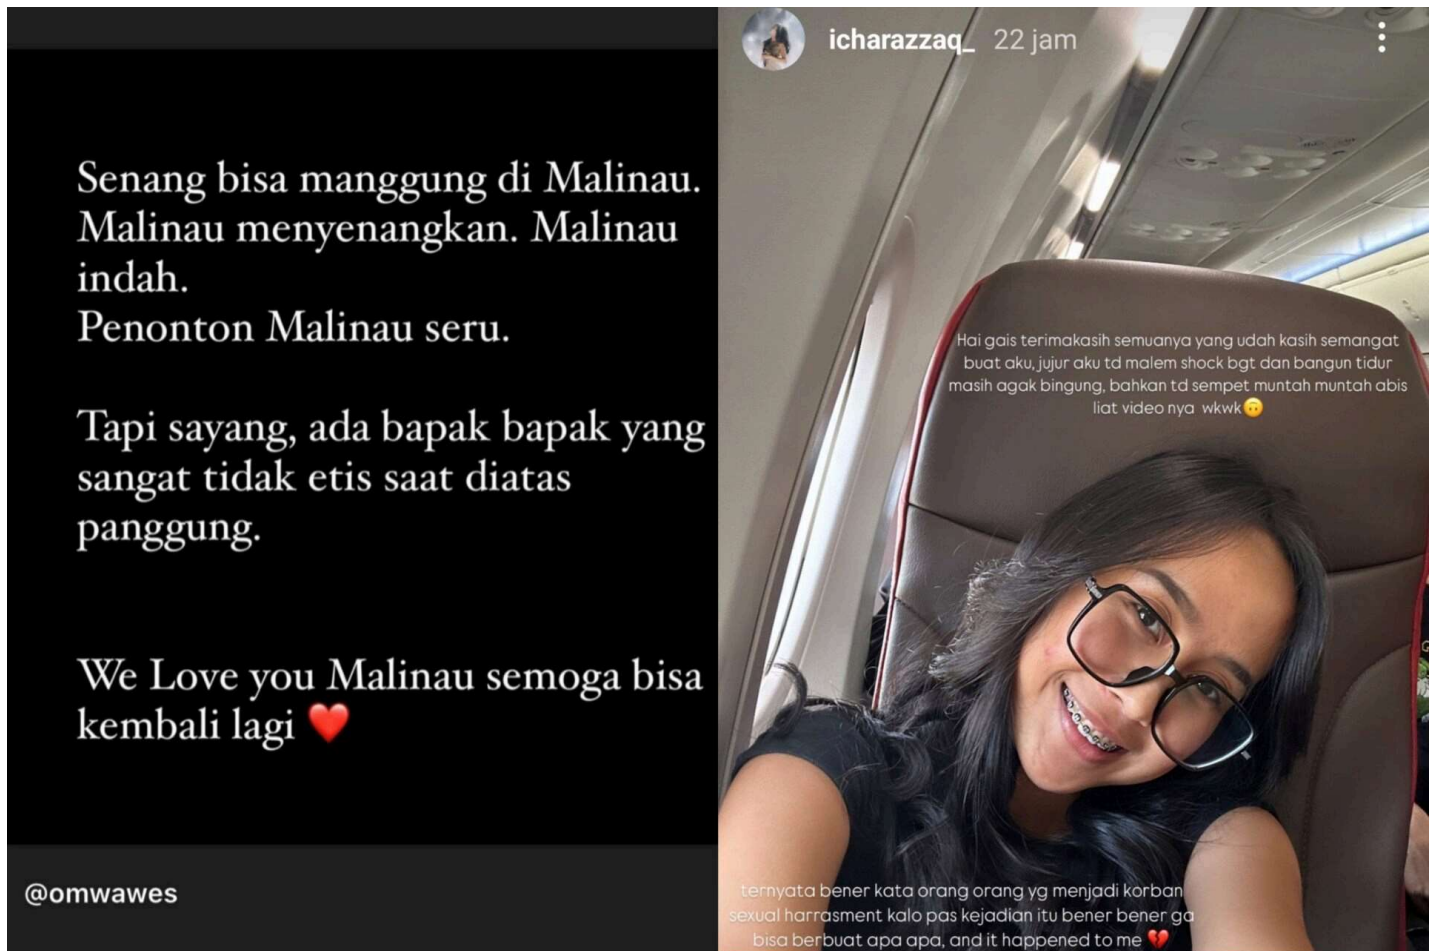 Senang bisa manggung di Malinau.
Malinau menyenangkan. Malinau
indah.
Penonton Malinau seru.
Tapi sayang, ada bapak bapak yang
sangat tidak etis saat diatas
panggung.
We Love you Malinau semoga bisa
kembali lagi ❤️
@omwawes
icharazzaq_ 22 jam
Hai gais terimakasih semuanya yang udah kasih semangat
buat aku, jujur aku td malem shock bgt dan bangun tidur
masih agak bingung, bahkan td sempet muntah muntah abis
liat video nya wkwk🙃
ternyata bener kata orang orang yg menjadi korban
sexual harrasment kalo pas kejadian itu bener bener ga
bisa berbuat apa apa, and it happened to me 💔